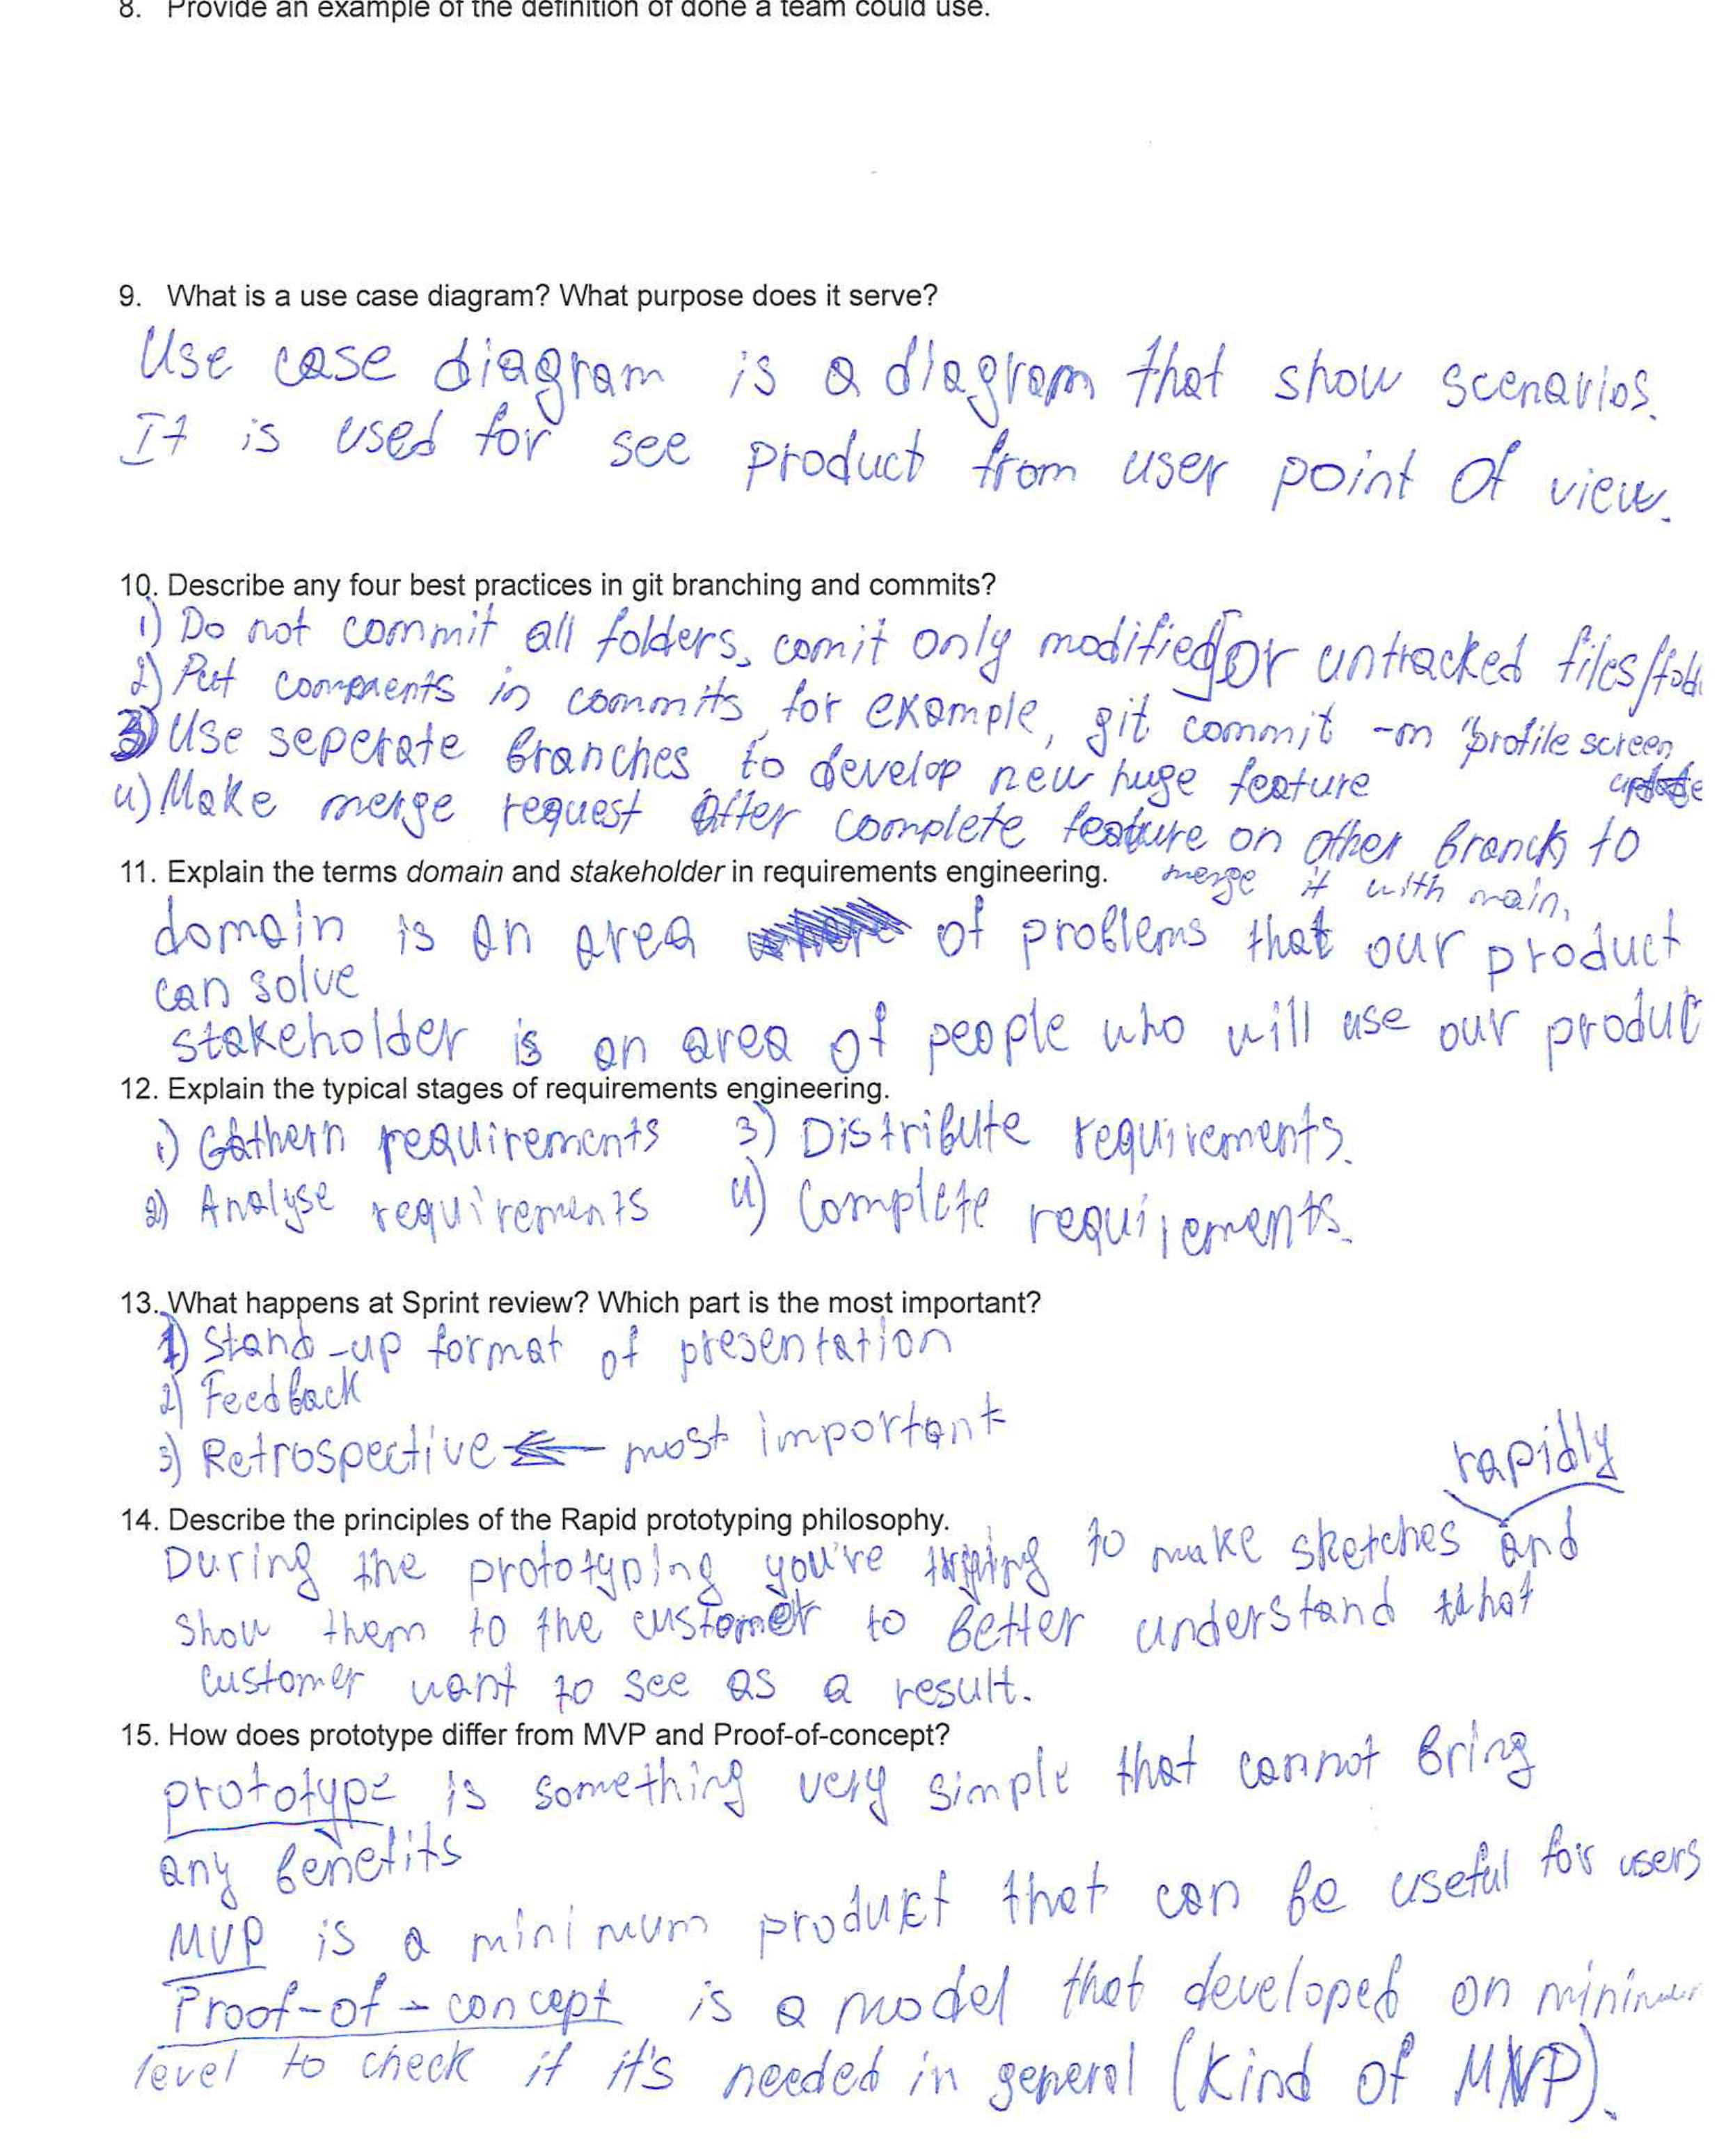 8. Provide an example of the definition of done a team could use.
9. What is a use case diagram? What purpose does it serve?
Use case diagram is a diagram that show scenarios.
It is used for see product from user point of view.
10. Describe any four best practices in git branching and commits?
1) Do not commit all folders, comit only modified or untracked files/fold
2) Put comments in commits, for example, git commit -m "profile screen
update
3) Use seperate branches to develop new huge feature
4) Make merge request after complete feature on other branch to
merge it with main.
11. Explain the terms domain and stakeholder in requirements engineering.
domain is an area of problems that our product
can solve
stakeholder is an area of people who will use our product
12. Explain the typical stages of requirements engineering.
1) Gathern requirements
2) Analyse requirements
3) Distribute requirements.
4) Complete requirements.
13. What happens at Sprint review? Which part is the most important?
1) Stand-up format of presentation
2) Feedback
3) Retrospective ← most important
14. Describe the principles of the Rapid prototyping philosophy.
During the prototyping you're trying to make sketches rapidly and
show them to the customer to better understand what
customer want to see as a result.
15. How does prototype differ from MVP and Proof-of-concept?
prototype is something very simple that cannot bring
any benefits
MVP is a minimum produkt that can be useful for users
Proof-of-concept is a model that developed on minimum
level to check if it's needed in general (kind of MVP).